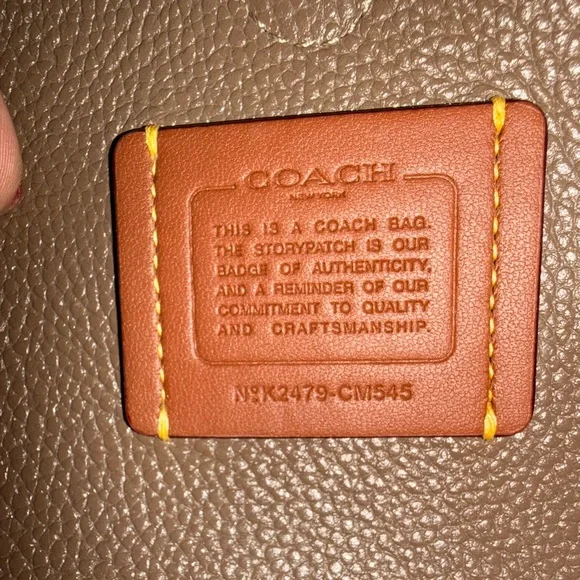 COACH
NEW YORK
THIS IS A COACH BAG.
THE STORYPATCH IS OUR
BADGE OF AUTHENTICITY,
AND A REMINDER OF OUR
COMMITMENT TO QUALITY
AND CRAFTSMANSHIP.
Nº K2479-CM545